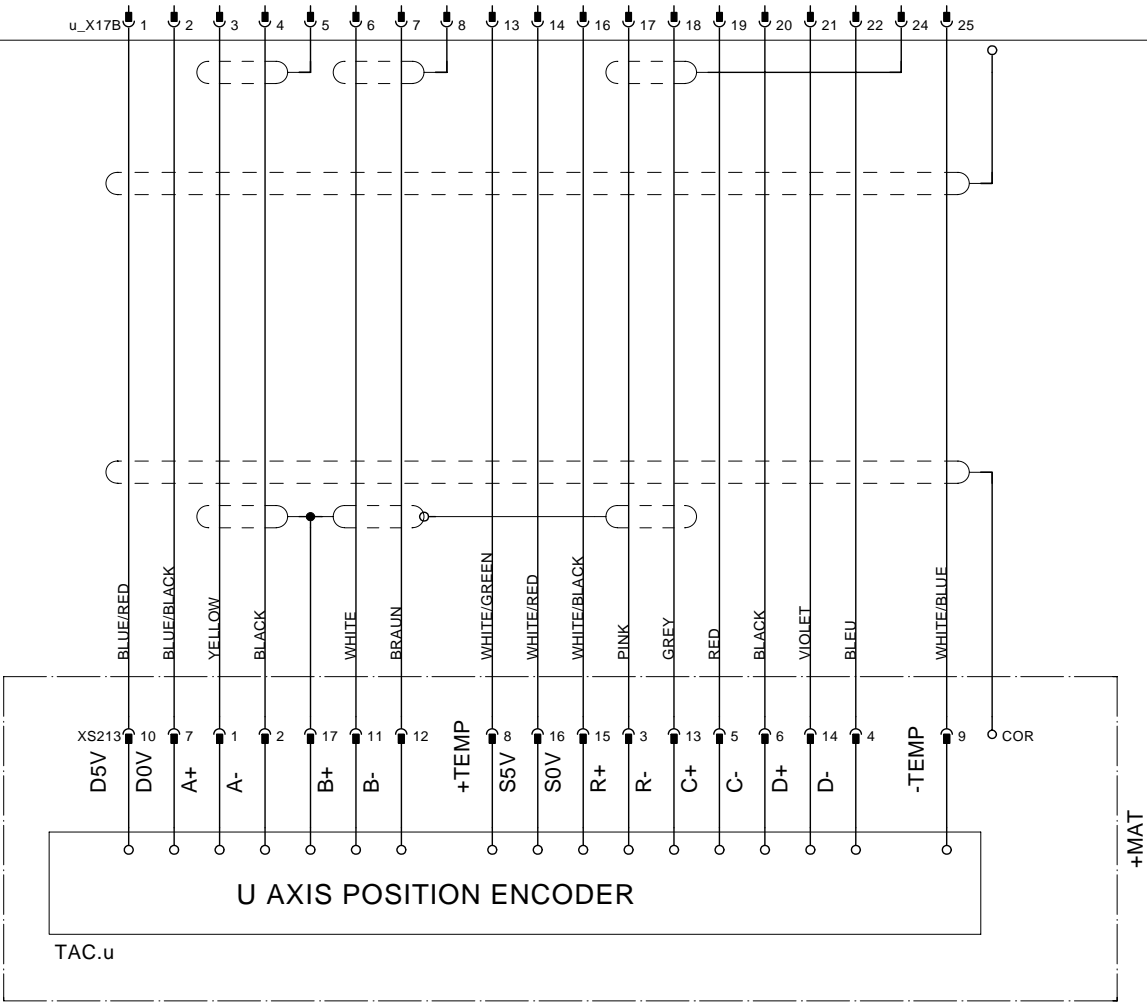 u_X17B 1 2 3 4 5 6 7 8 13 14 16 17 18 19 20 21 22 24 25
BLUE/RED
BLUE/BLACK
YELLOW
BLACK
WHITE
BRAUN
WHITE/GREEN
WHITE/RED
WHITE/BLACK
PINK
GREY
RED
BLACK
VIOLET
BLEU
WHITE/BLUE
XS213 10 7 1 2 17 11 12 8 16 15 3 13 5 6 14 4 9 COR
D5V
D0V
A+
A-
B+
B-
+TEMP
S5V
S0V
R+
R-
C+
C-
D+
D-
-TEMP
+MAT
U AXIS POSITION ENCODER
TAC.u